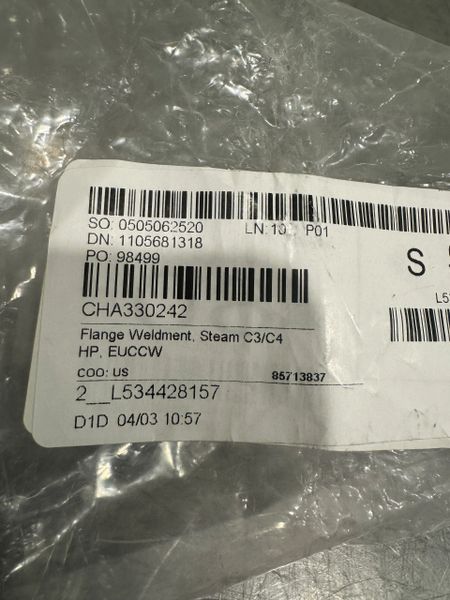 SO: 0505062520 LN: 10 P01
DN: 1105681318
PO: 98499
S
CHA330242
Flange Weldment, Steam C3/C4
HP, EUCCW
COO: US 85713837
2__L534428157
D1D 04/03 10:57